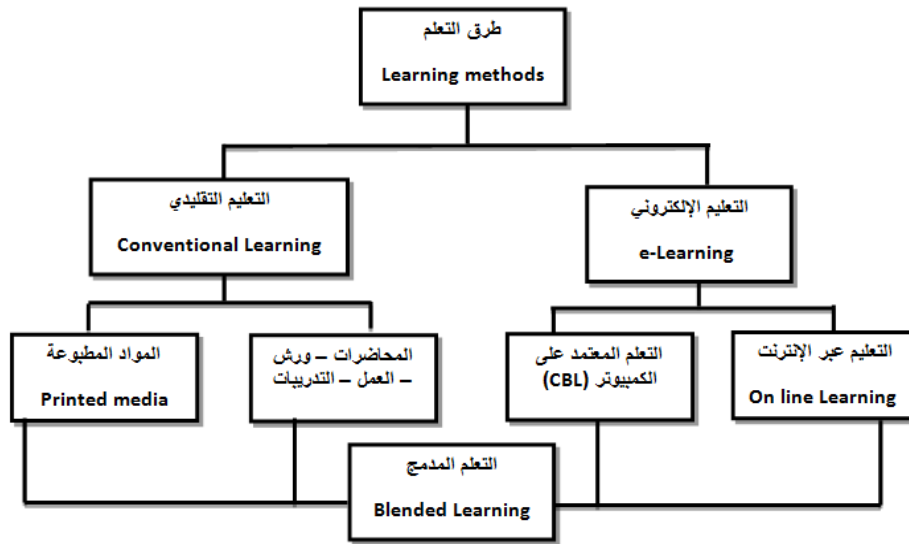 طرق التعلم
Learning methods
التعليم التقليدي
Conventional Learning
التعليم الإلكتروني
e-Learning
المواد المطبوعة
Printed media
المحاضرات – ورش
العمل – التدريبات –
التعلم المعتمد على
الكمبيوتر (CBL)
التعليم عبر الإنترنت
On line Learning
التعلم المدمج
Blended Learning